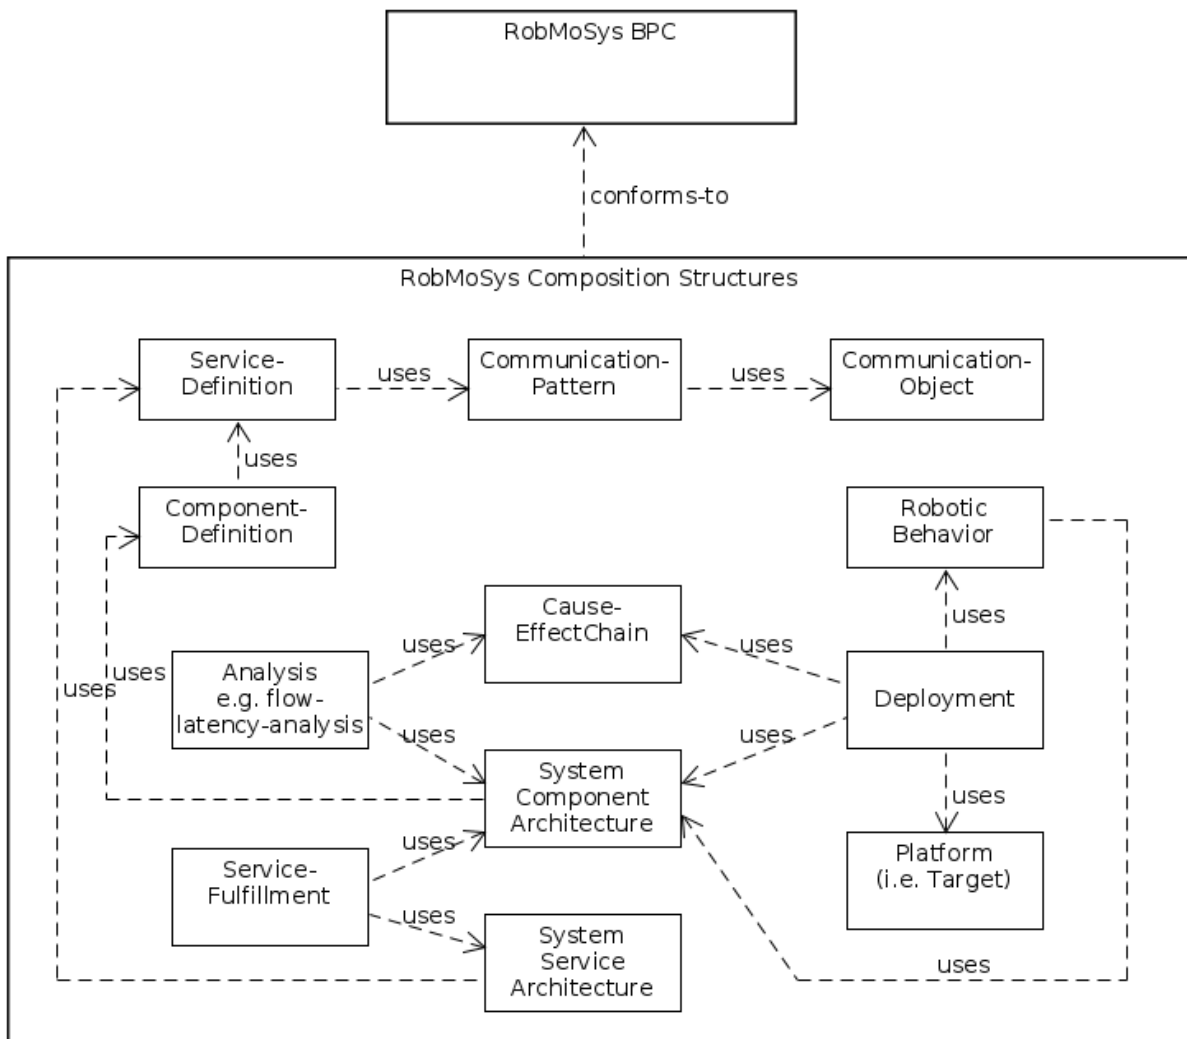 RobMoSys BPC
conforms-to
RobMoSys Composition Structures
Service-
Definition
uses
Communication-
Pattern
uses
Communication-
Object
uses
Component-
Definition
Robotic
Behavior
Cause-
EffectChain
uses
uses
uses
uses
uses
Analysis
e.g. flow-
latency-analysis
Deployment
uses
uses
System
Component
Architecture
uses
uses
Service-
Fulfillment
Platform
(i.e. Target)
uses
System
Service
Architecture
uses